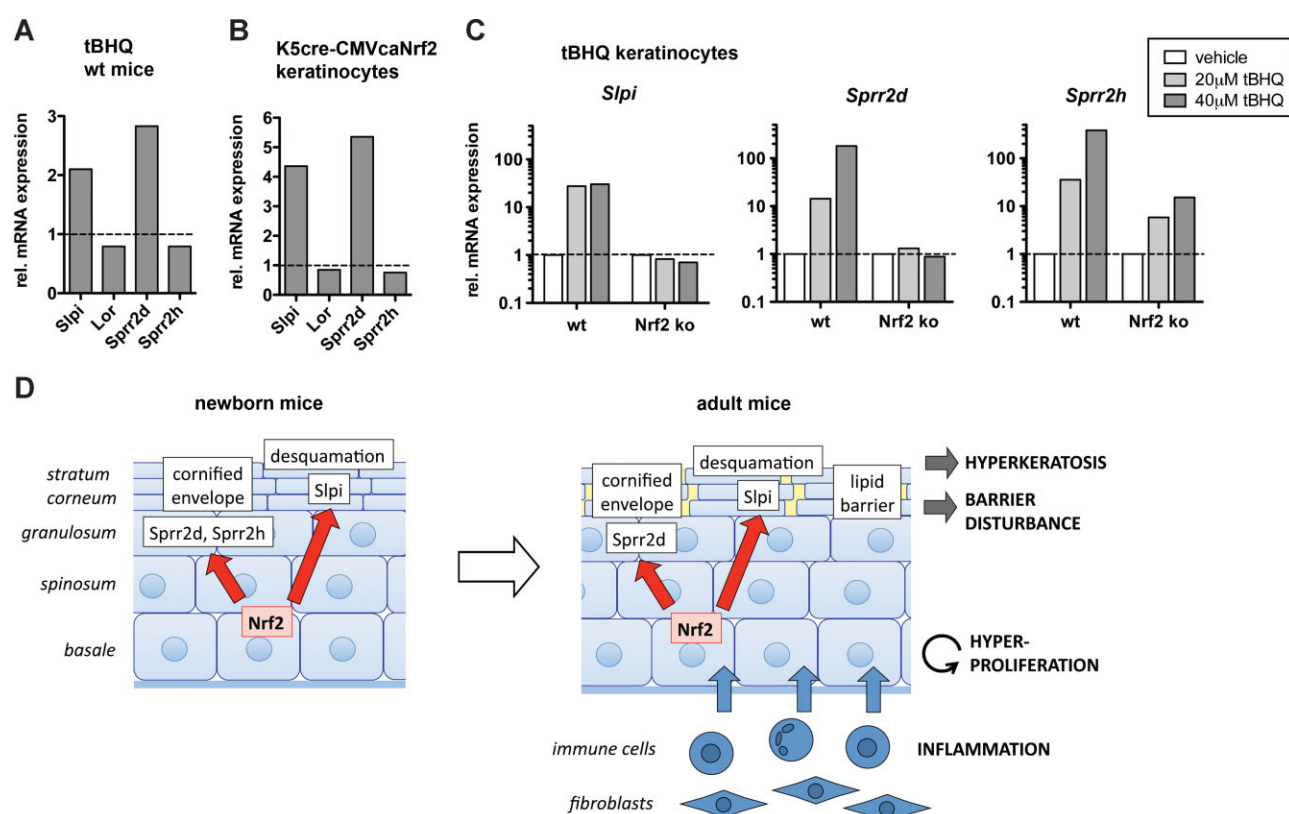 A
tBHQ
wt mice
rel. mRNA expression
3
2
1
0
Slpi
Lor
Sprr2d
Sprr2h
B
K5cre-CMVcaNrf2
keratinocytes
rel. mRNA expression
6
5
4
3
2
1
0
Slpi
Lor
Sprr2d
Sprr2h
C
tBHQ keratinocytes
vehicle
20µM tBHQ
40µM tBHQ
Slpi
rel. mRNA expression
100
10
1
0.1
wt
Nrf2 ko
Sprr2d
100
10
1
0.1
wt
Nrf2 ko
Sprr2h
100
10
1
0.1
wt
Nrf2 ko
D
newborn mice
stratum
corneum
granulosum
spinosum
basale
cornified
envelope
desquamation
Slpi
Sprr2d, Sprr2h
Nrf2
adult mice
cornified
envelope
desquamation
Slpi
lipid
barrier
Sprr2d
Nrf2
HYPERKERATOSIS
BARRIER
DISTURBANCE
HYPER-
PROLIFERATION
immune cells
INFLAMMATION
fibroblasts